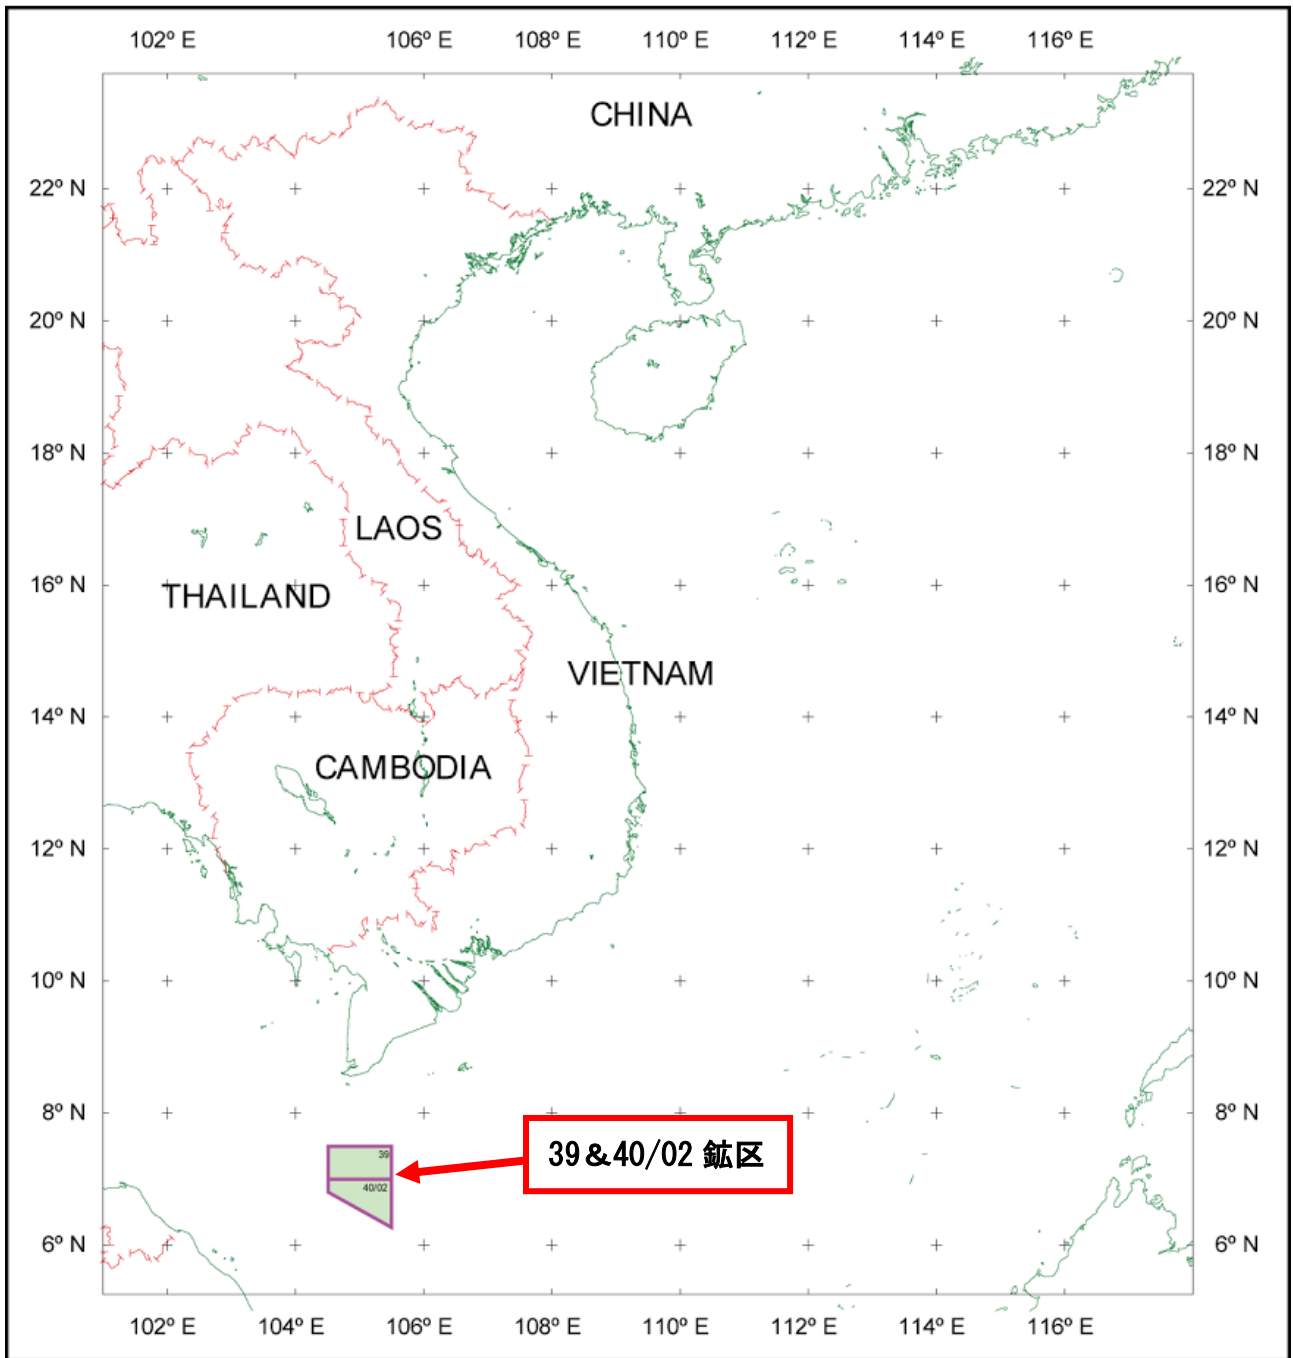 102º E 106º E 108º E 110º E 112º E 114º E 116º E
CHINA
22º N 22º N
20º N 20º N
18º N 18º N
LAOS
16º N 16º N
THAILAND
VIETNAM
14º N 14º N
CAMBODIA
12º N 12º N
10º N 10º N
8º N 8º N
39
39&40/02 鉱区
40/02
6º N 6º N
102º E 104º E 106º E 108º E 110º E 112º E 114º E 116º E